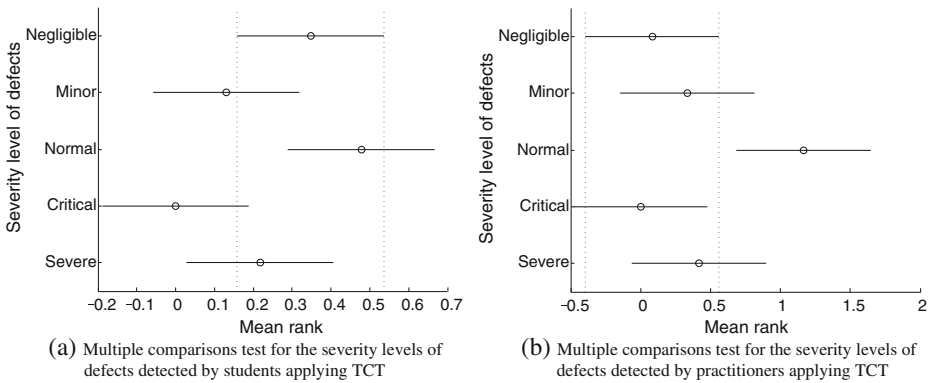 Severity level of defects
Negligible
Minor
Normal
Critical
Severe
−0.2 −0.1 0 0.1 0.2 0.3 0.4 0.5 0.6 0.7
Mean rank
(a) Multiple comparisons test for the severity levels of
defects detected by students applying TCT
Severity level of defects
Negligible
Minor
Normal
Critical
Severe
−0.5 0 0.5 1 1.5 2
Mean rank
(b) Multiple comparisons test for the severity levels of
defects detected by practitioners applying TCT